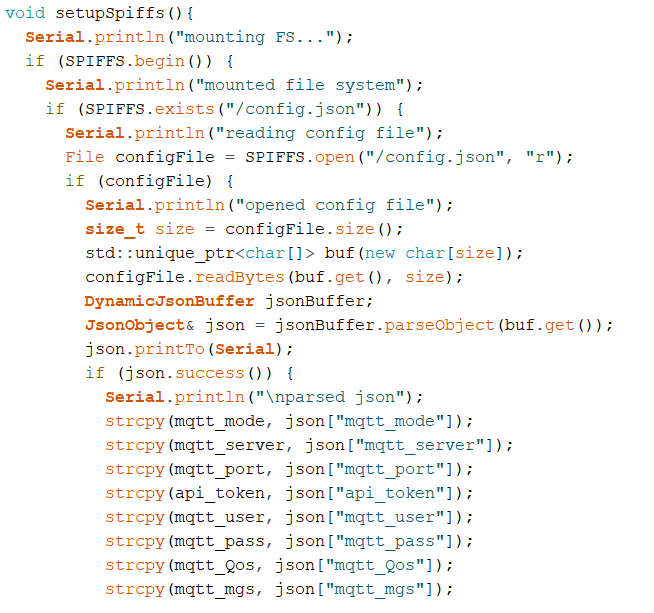 void setupSpiffs(){
  Serial.println("mounting FS...");
  if (SPIFFS.begin()) {
    Serial.println("mounted file system");
    if (SPIFFS.exists("/config.json")) {
      Serial.println("reading config file");
      File configFile = SPIFFS.open("/config.json", "r");
      if (configFile) {
        Serial.println("opened config file");
        size_t size = configFile.size();
        std::unique_ptr<char[]> buf(new char[size]);
        configFile.readBytes(buf.get(), size);
        DynamicJsonBuffer jsonBuffer;
        JsonObject& json = jsonBuffer.parseObject(buf.get());
        json.printTo(Serial);
        if (json.success()) {
          Serial.println("\nparsed json");
          strcpy(mqtt_mode, json["mqtt_mode"]);
          strcpy(mqtt_server, json["mqtt_server"]);
          strcpy(mqtt_port, json["mqtt_port"]);
          strcpy(api_token, json["api_token"]);
          strcpy(mqtt_user, json["mqtt_user"]);
          strcpy(mqtt_pass, json["mqtt_pass"]);
          strcpy(mqtt_Qos, json["mqtt_Qos"]);
          strcpy(mqtt_mgs, json["mqtt_mgs"]);